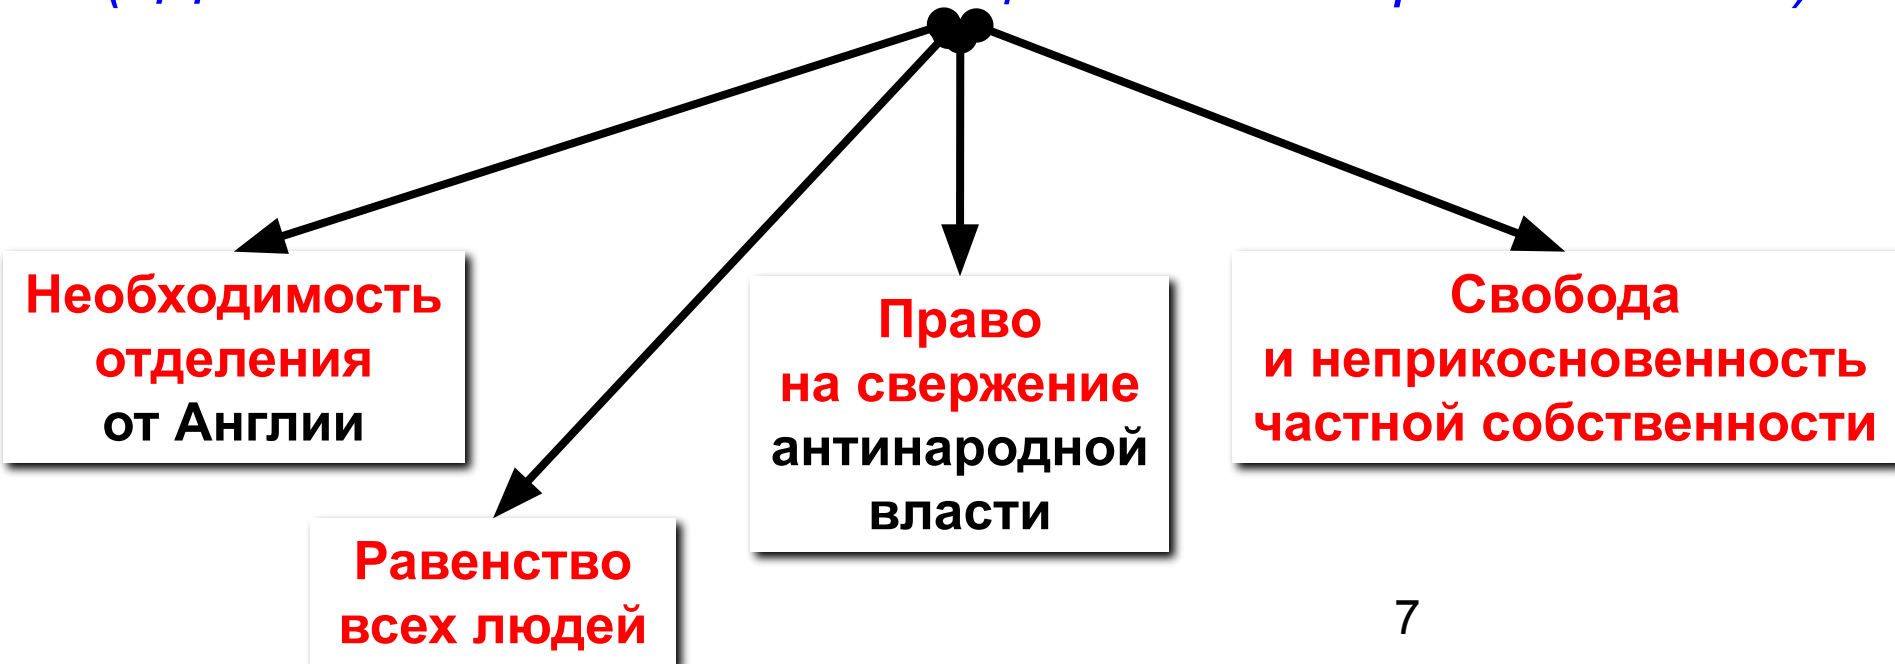 Необходимость
отделения
от Англии
Равенство
всех людей
Право
на свержение
антинародной
власти
Свобода
и неприкосновенность
частной собственности
7